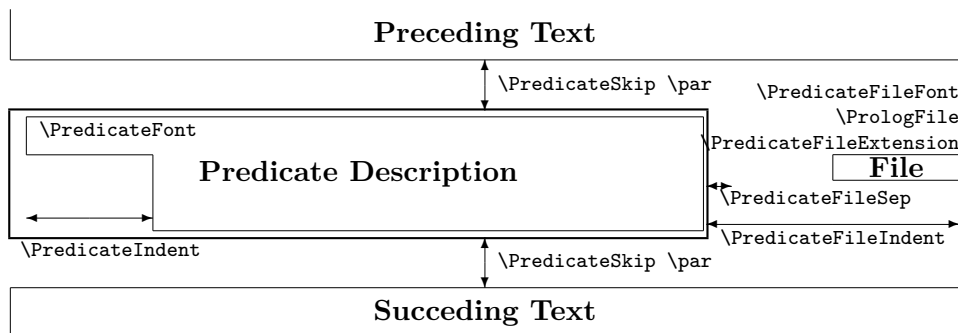 Preceding Text
\PredicateSkip \par
\PredicateFileFont
\PrologFile
\PredicateFileExtension
\PredicateFont
Predicate Description
File
\PredicateFileSep
\PredicateFileIndent
\PredicateIndent
\PredicateSkip \par
Succeding Text